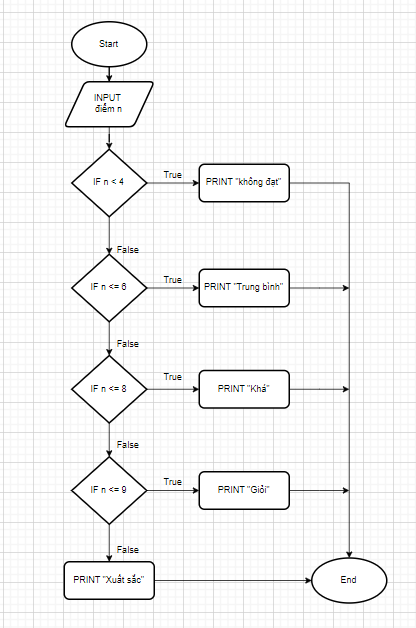 Start
INPUT
điểm n
IF n < 4
True
PRINT "không đạt"
False
IF n <= 6
True
PRINT "Trung bình"
False
IF n <= 8
True
PRINT "Khá"
False
IF n <= 9
True
PRINT "Giỏi"
False
PRINT "Xuất sắc"
End